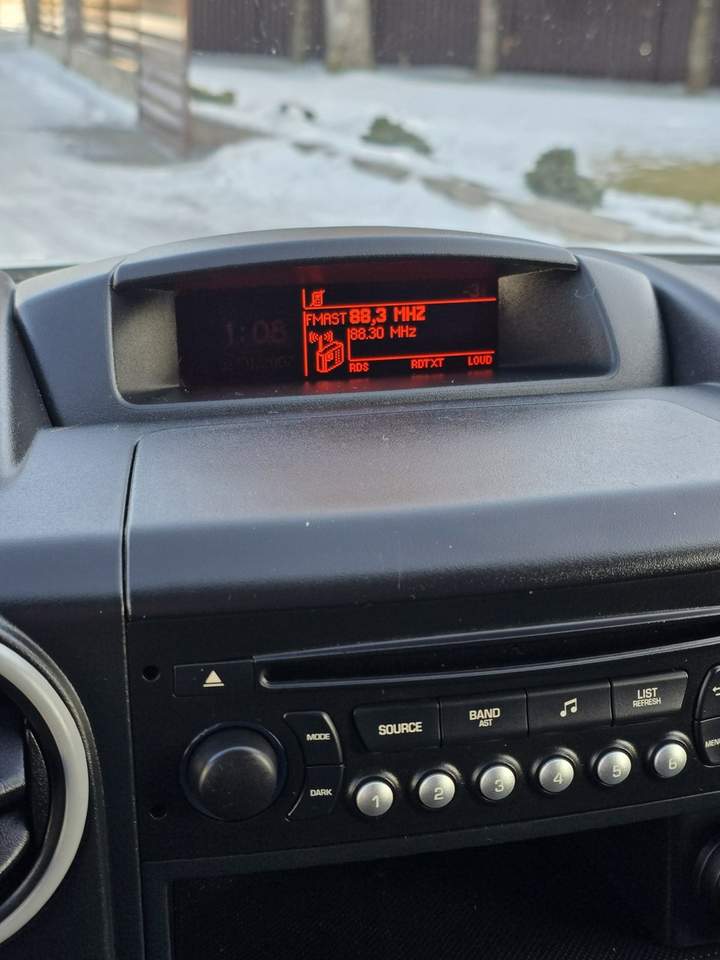 1:08
FMAST 88,3 MHZ
88.30 MHz
RDS RDTXT LOUD
MODE
DARK
SOURCE
BAND
AST
LIST
REFRESH
MENU
1 2 3 4 5 6